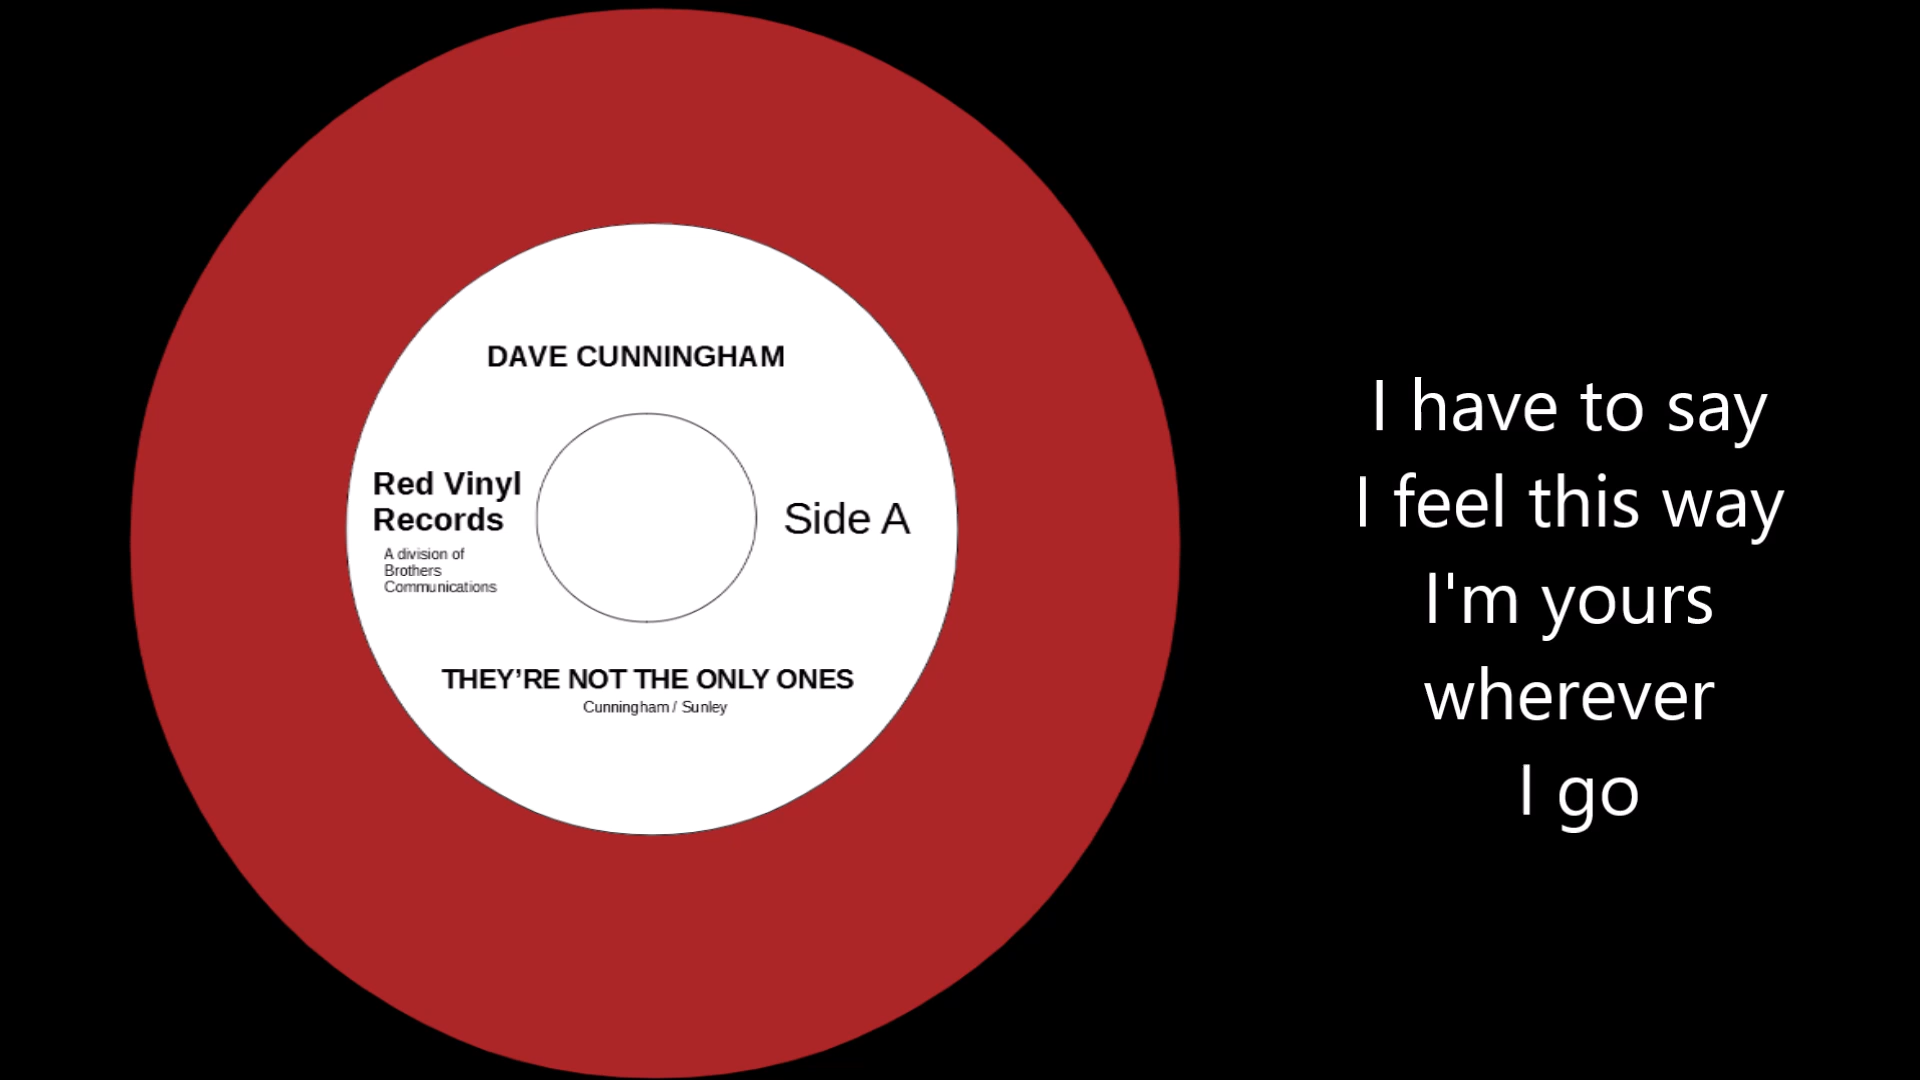 DAVE CUNNINGHAM
Red Vinyl
Records
A division of
Brothers
Communications
Side A
THEY’RE NOT THE ONLY ONES
Cunningham / Sunley
I have to say
I feel this way
I'm yours
wherever
I go